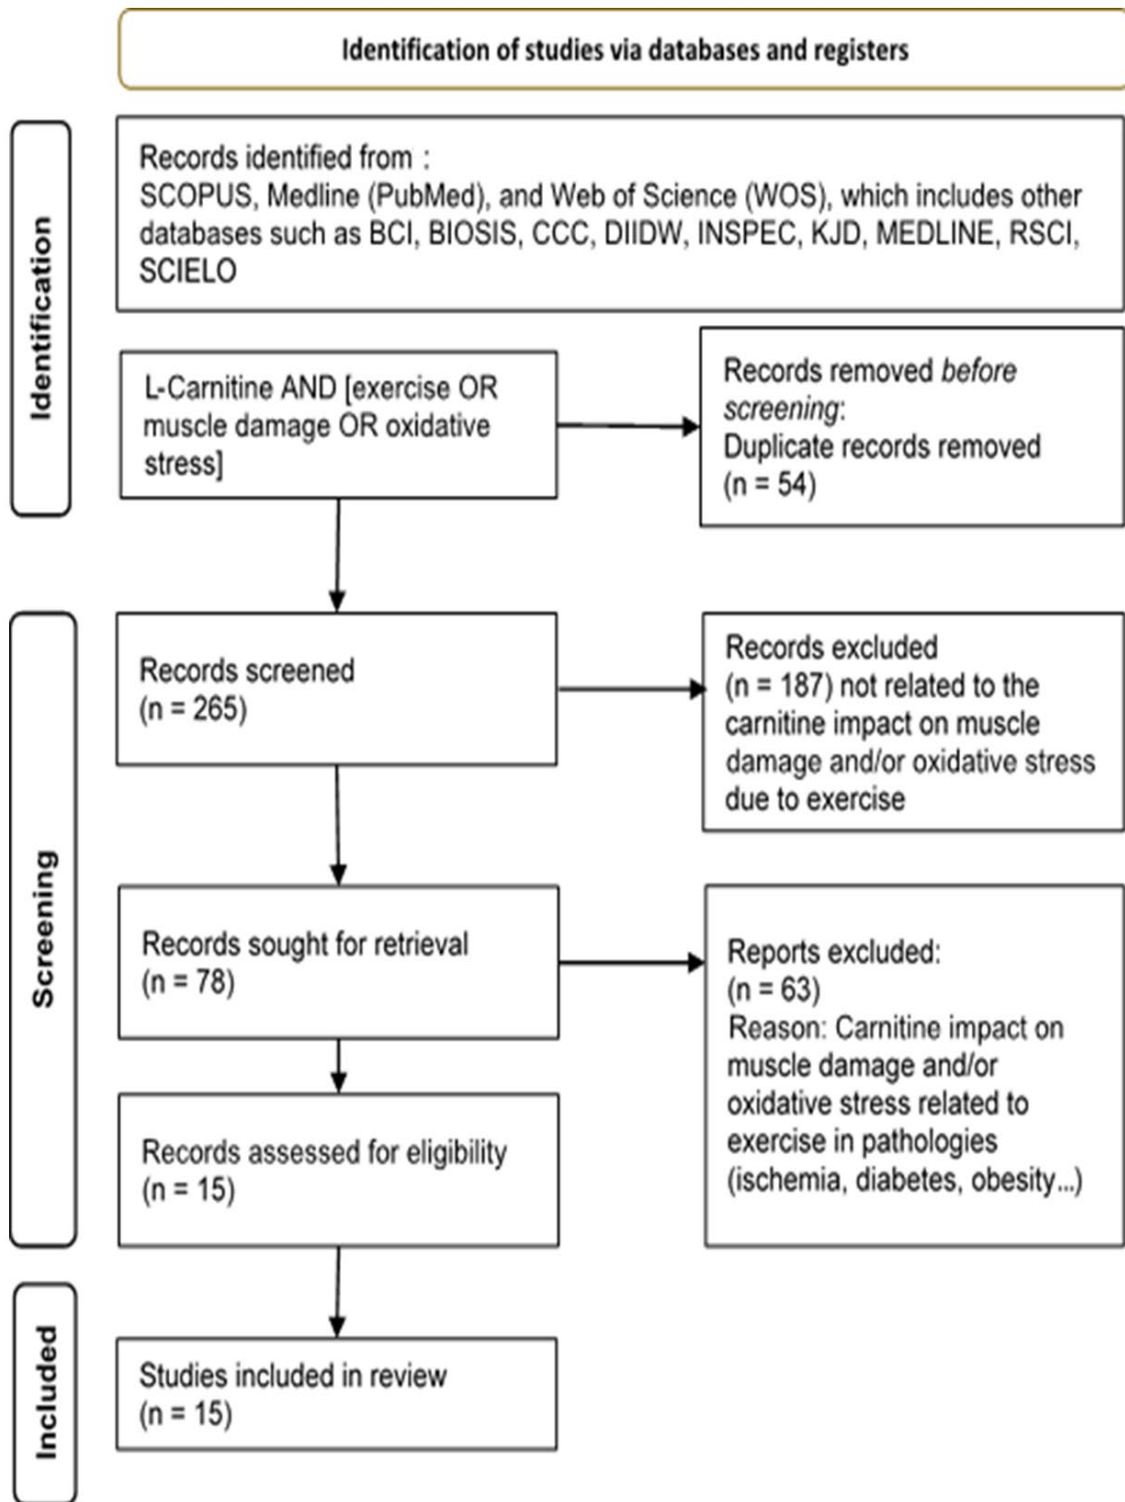 Identification of studies via databases and registers
Identification
Records identified from :
SCOPUS, Medline (PubMed), and Web of Science (WOS), which includes other
databases such as BCI, BIOSIS, CCC, DIIDW, INSPEC, KJD, MEDLINE, RSCI,
SCIELO
L-Carnitine AND [exercise OR
muscle damage OR oxidative
stress]
Records removed before
screening:
Duplicate records removed
(n = 54)
Screening
Records screened
(n = 265)
Records excluded
(n = 187) not related to the
carnitine impact on muscle
damage and/or oxidative stress
due to exercise
Records sought for retrieval
(n = 78)
Reports excluded:
(n = 63)
Reason: Carnitine impact on
muscle damage and/or
oxidative stress related to
exercise in pathologies
(ischemia, diabetes, obesity...)
Records assessed for eligibility
(n = 15)
Included
Studies included in review
(n = 15)